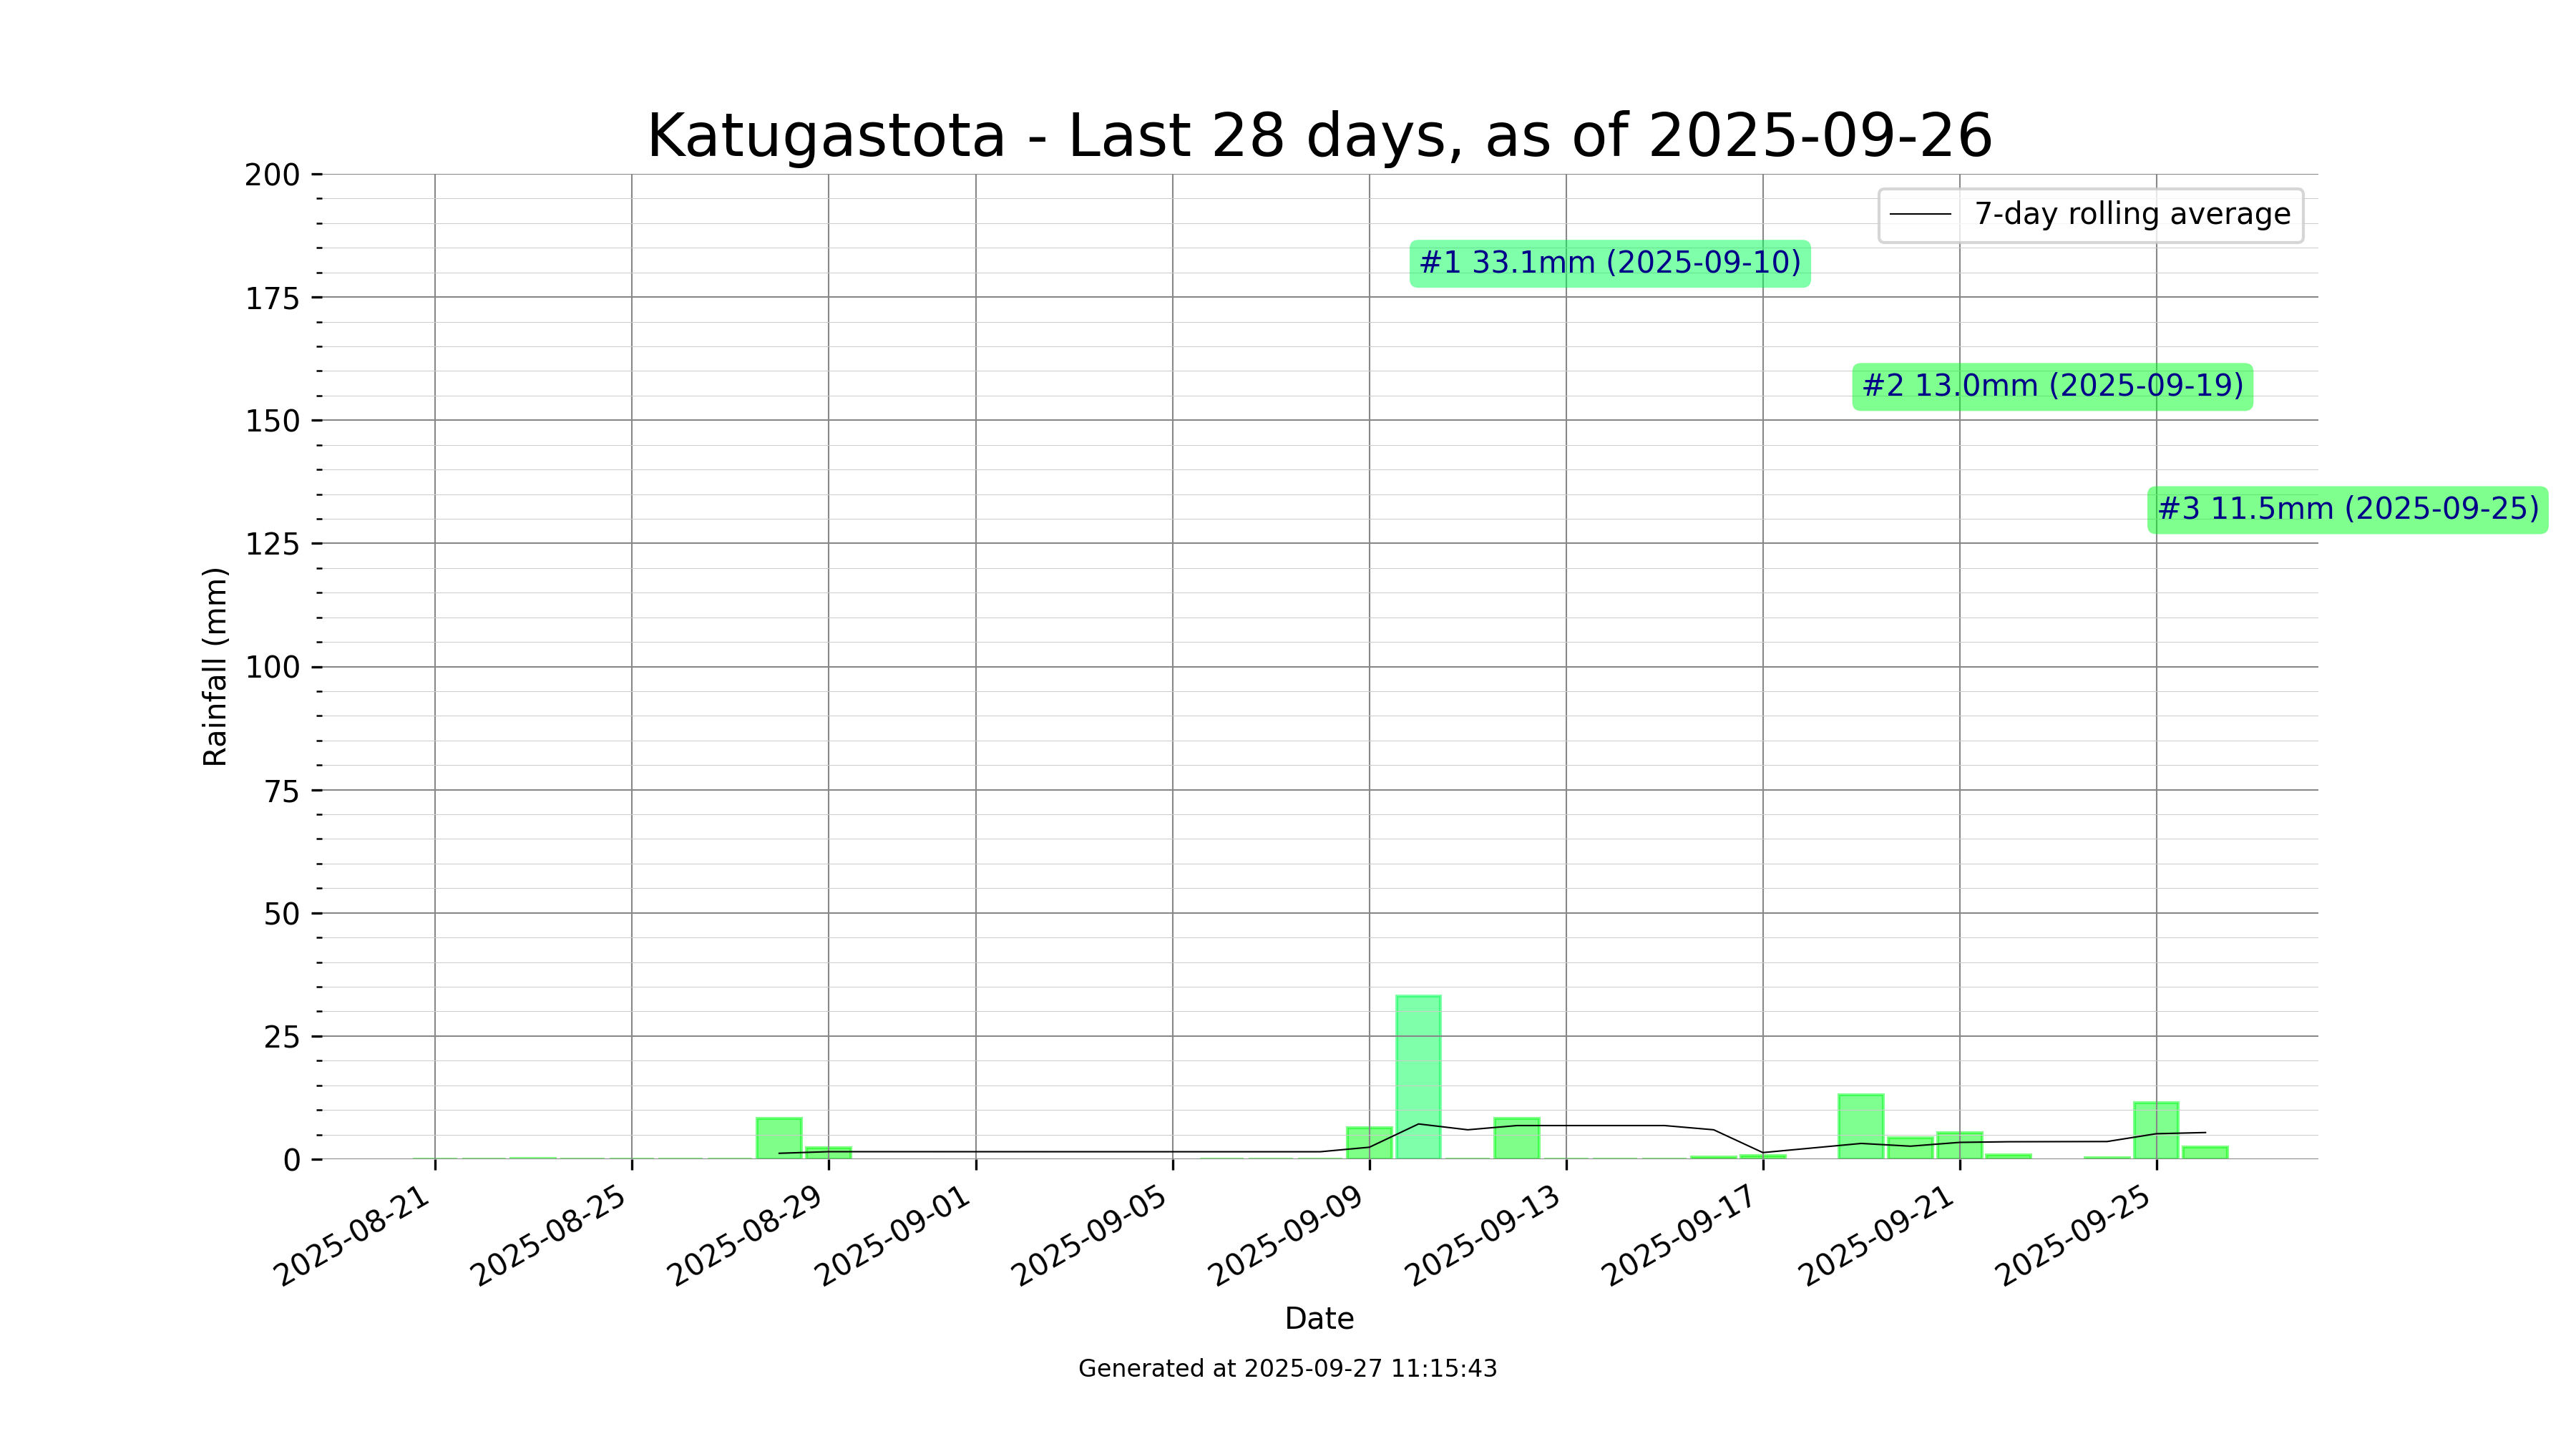 Katugastota - Last 28 days, as of 2025-09-26
200
175
150
125
100
75
50
25
0
Rainfall (mm)
7-day rolling average
#1 33.1mm (2025-09-10)
#2 13.0mm (2025-09-19)
#3 11.5mm (2025-09-25)
2025-08-21
2025-08-25
2025-08-29
2025-09-01
2025-09-05
2025-09-09
2025-09-13
2025-09-17
2025-09-21
2025-09-25
Date
Generated at 2025-09-27 11:15:43